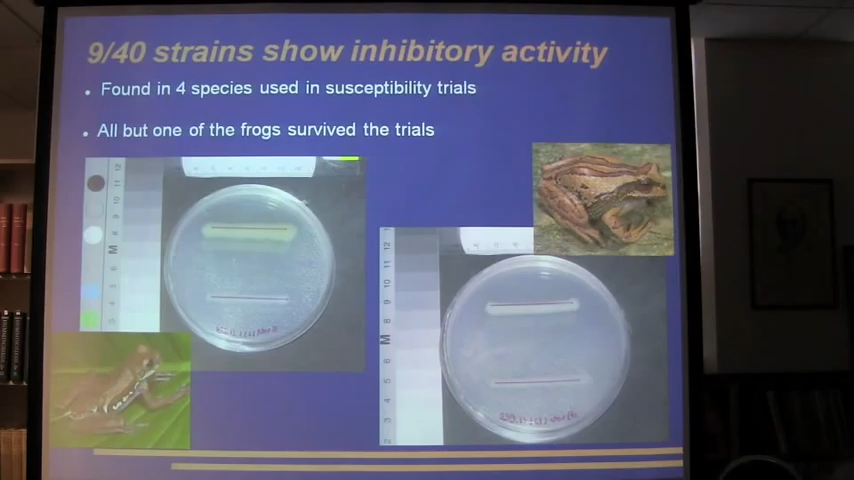 9/40 strains show inhibitory activity
Found in 4 species used in susceptibility trials
All but one of the frogs survived the trials
M
M